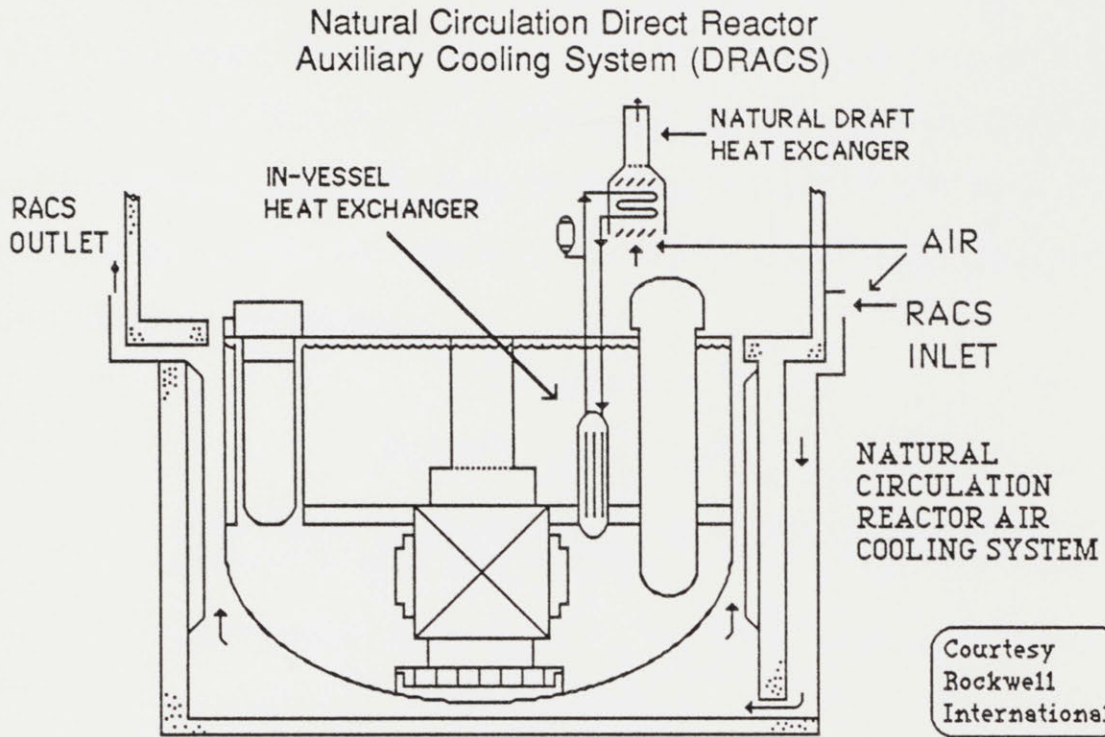 Natural Circulation Direct Reactor
Auxiliary Cooling System (DRACS)
NATURAL DRAFT
HEAT EXCANGER
IN-VESSEL
HEAT EXCHANGER
RACS
OUTLET
AIR
RACS
INLET
NATURAL
CIRCULATION
REACTOR AIR
COOLING SYSTEM
Courtesy
Rockwell
International